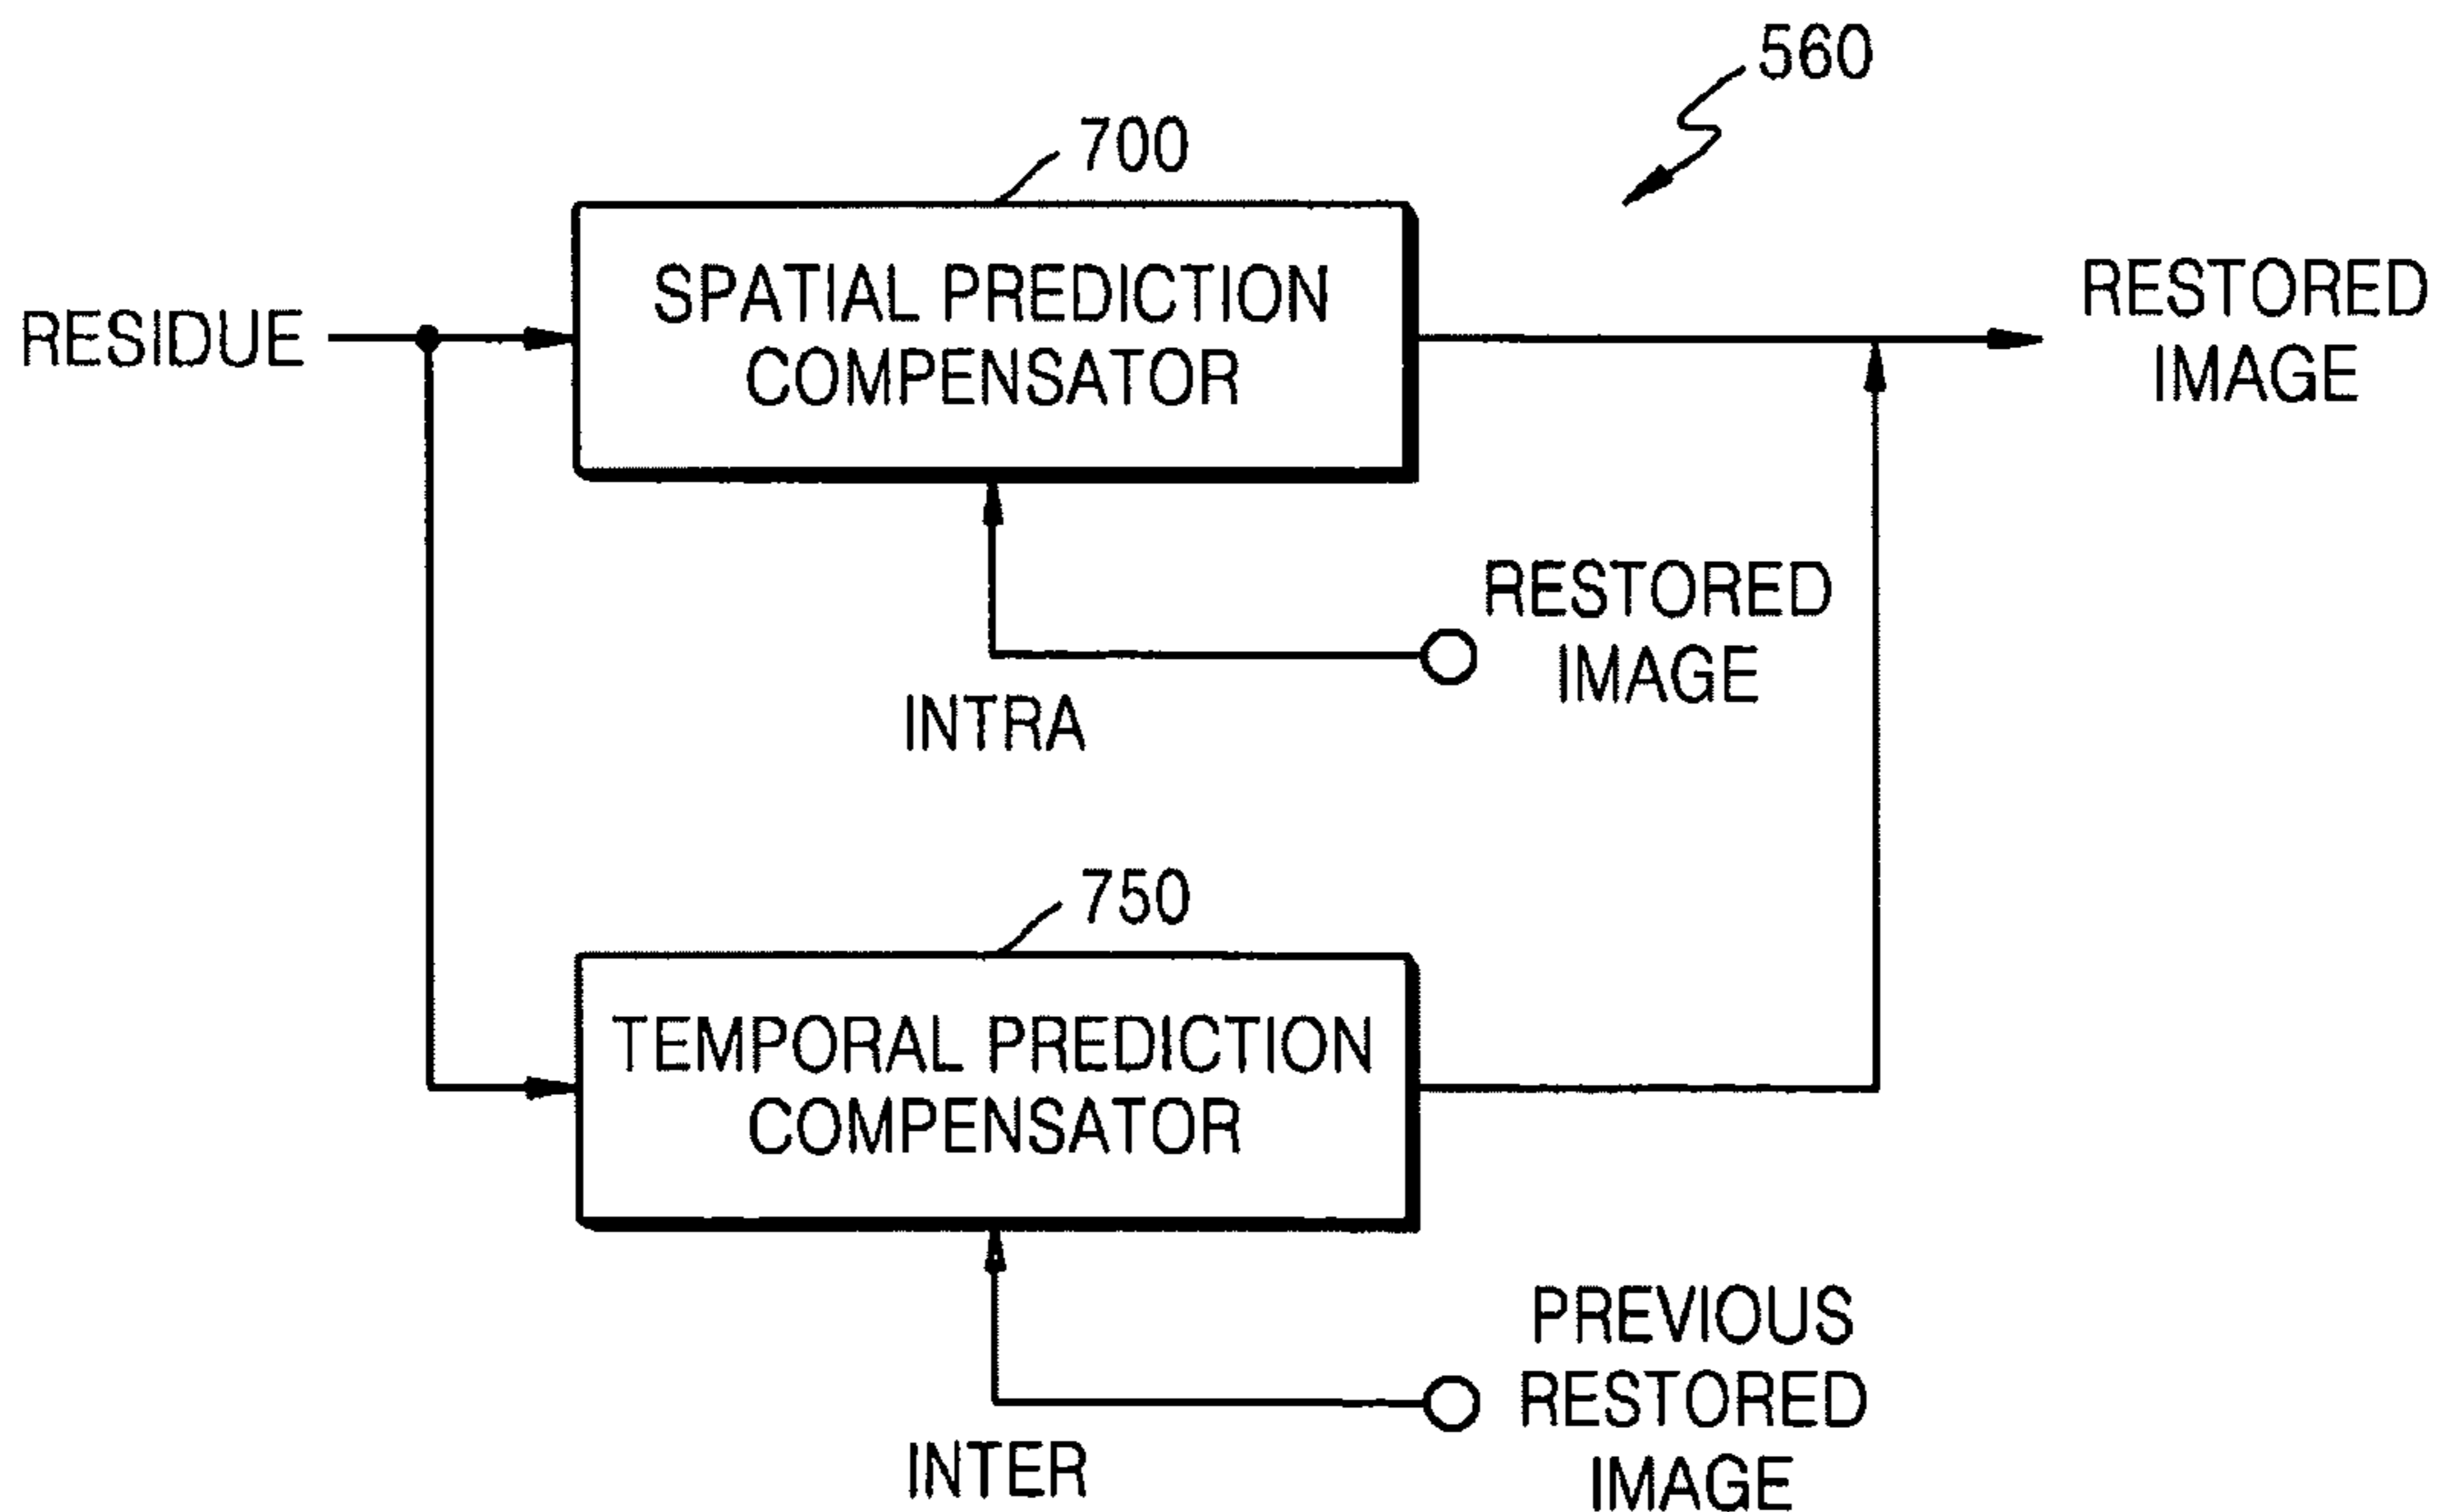 560
700
SPATIAL PREDICTION
COMPENSATOR
RESIDUE
RESTORED
IMAGE
RESTORED
IMAGE
INTRA
750
TEMPORAL PREDICTION
COMPENSATOR
PREVIOUS
RESTORED
IMAGE
INTER